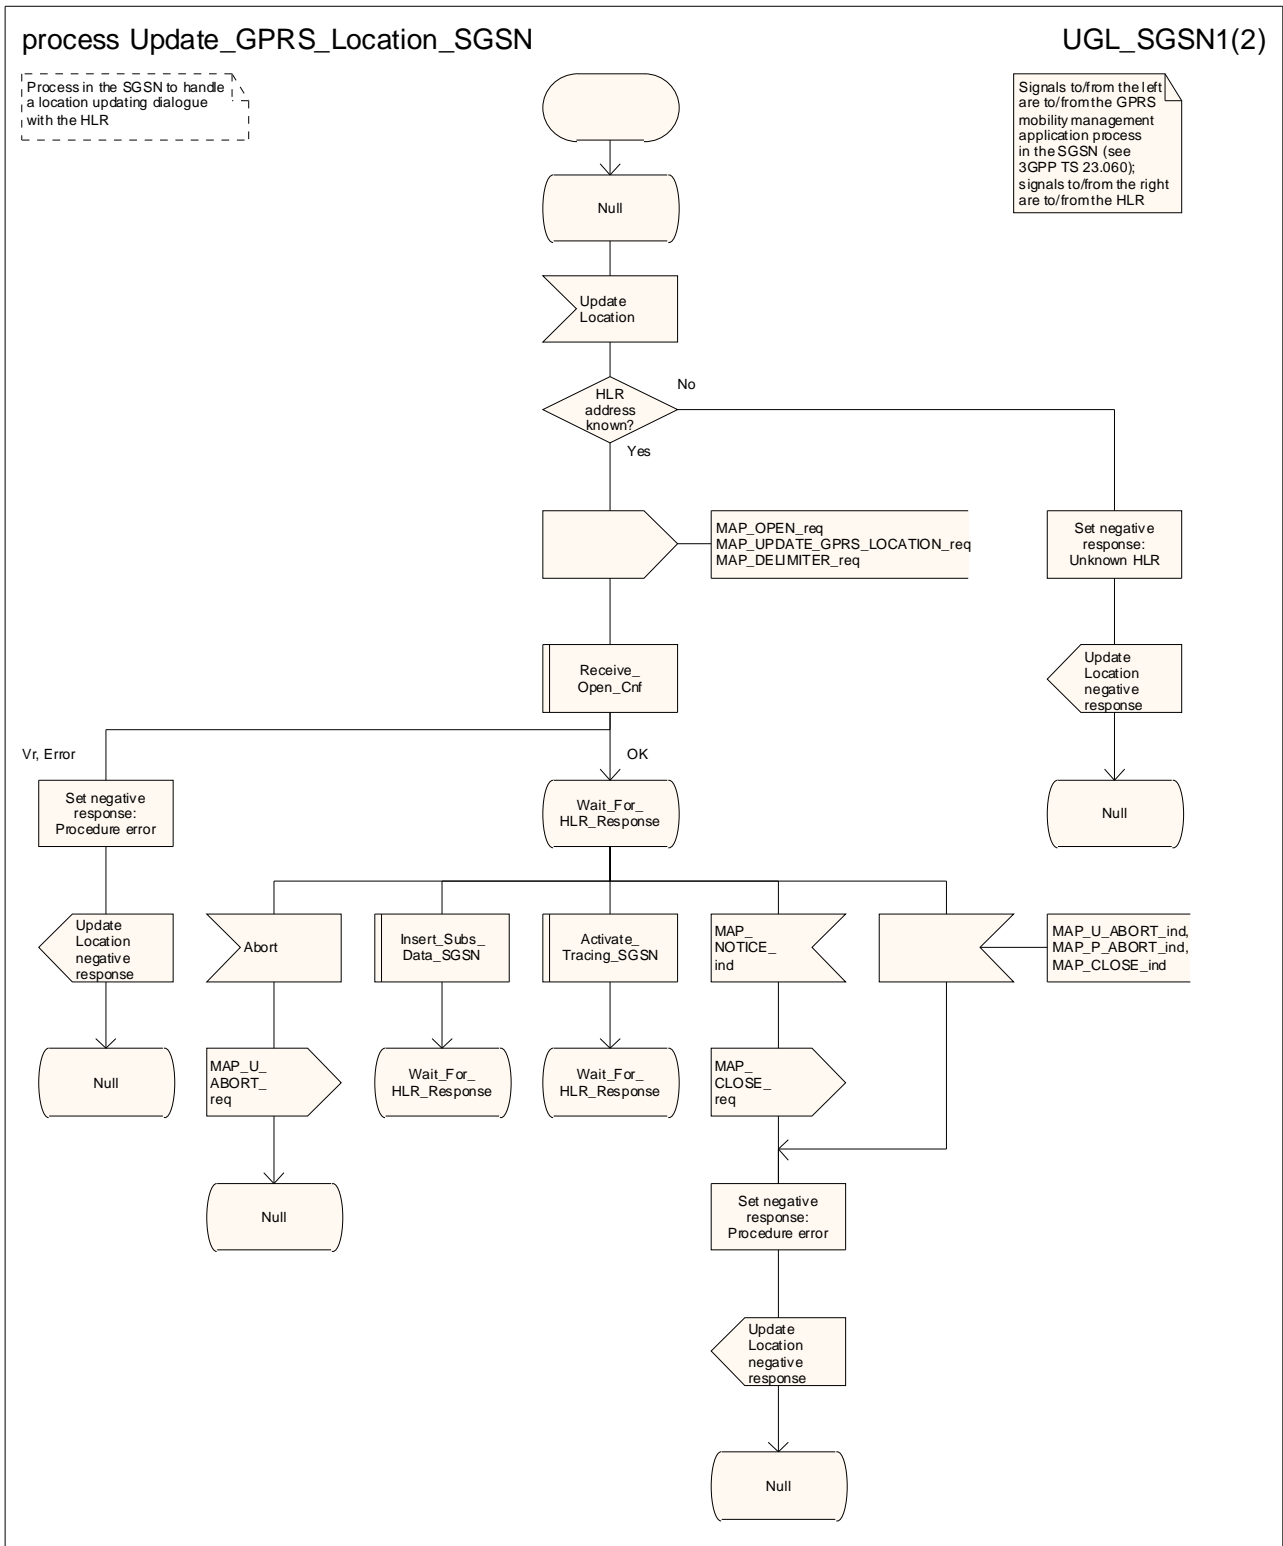 process Update_GPRS_Location_SGSN
UGL_SGSN1(2)
Process in the SGSN to handle
a location updating dialogue
with the HLR
Signals to/from the left
are to/from the GPRS
mobility management
application process
in the SGSN (see
3GPP TS 23.060);
signals to/from the right
are to/from the HLR
Null
Update
Location
HLR
address
known?
No
Yes
MAP_OPEN_req
MAP_UPDATE_GPRS_LOCATION_req
MAP_DELIMITER_req
Set negative
response:
Unknown HLR
Receive_
Open_Cnf
Update
Location
negative
response
Vr, Error
OK
Set negative
response:
Procedure error
Wait_For_
HLR_Response
Null
Update
Location
negative
response
Abort
Insert_Subs_
Data_SGSN
Activate_
Tracing_SGSN
MAP_
NOTICE_
ind
MAP_U_ABORT_ind,
MAP_P_ABORT_ind,
MAP_CLOSE_ind
Null
MAP_U_
ABORT_
req
Wait_For_
HLR_Response
Wait_For_
HLR_Response
MAP_
CLOSE_
req
Null
Set negative
response:
Procedure error
Update
Location
negative
response
Null